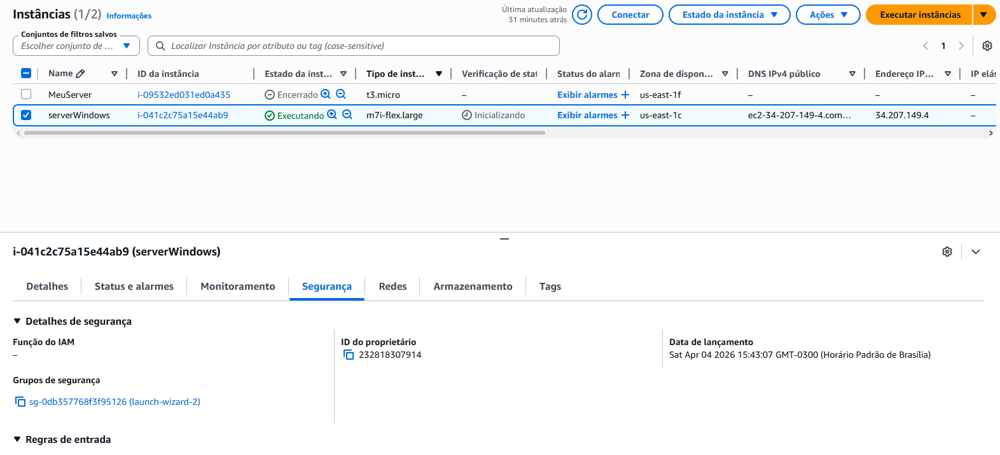 Instâncias (1/2) Informações
Última atualização
31 minutes atrás
Conectar
Estado da instância
Ações
Executar instâncias
Conjuntos de filtros salvos
Escolher conjunto de ...
Localizar Instância por atributo ou tag (case-sensitive)
1
Name ID da instância Estado da inst... Tipo de inst... Verificação de stat Status do alarn Zona de dispon... DNS IPv4 público Endereço IP... IP elás
MeuServer i-09532ed031ed0a435 Encerrado t3.micro – Exibir alarmes + us-east-1f – – –
serverWindows i-041c2c75a15e44ab9 Executando m7i-flex.large Inicializando Exibir alarmes + us-east-1c ec2-34-207-149-4.com... 34.207.149.4 –
i-041c2c75a15e44ab9 (serverWindows)
Detalhes Status e alarmes Monitoramento Segurança Redes Armazenamento Tags
Detalhes de segurança
Função do IAM
–
ID do proprietário
232818307914
Data de lançamento
Sat Apr 04 2026 15:43:07 GMT-0300 (Horário Padrão de Brasília)
Grupos de segurança
sg-0db357768f3f95126 (launch-wizard-2)
Regras de entrada